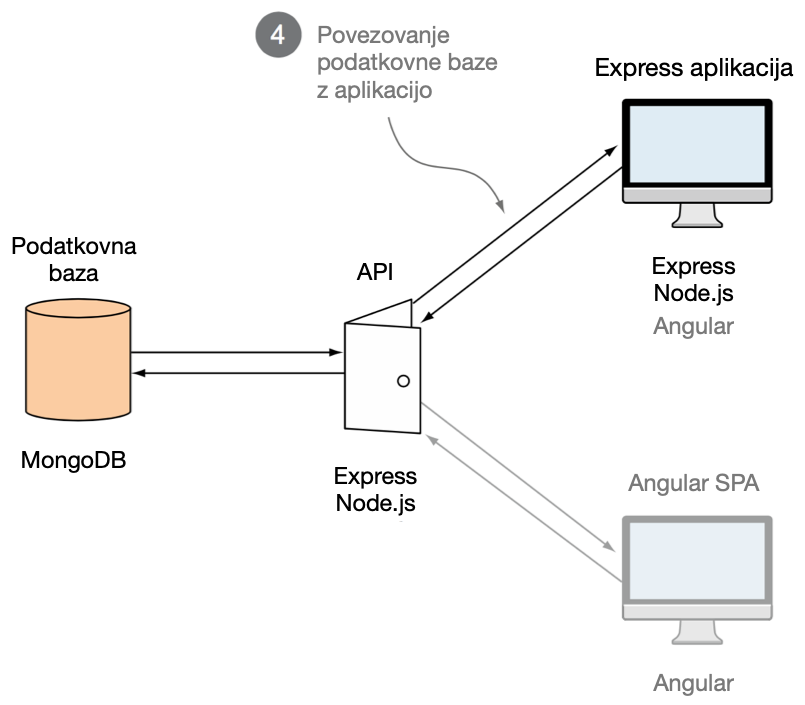 4
Povezovanje
podatkovne baze
z aplikacijo
Express aplikacija
Express
Node.js
Angular
Podatkovna
baza
MongoDB
API
Express
Node.js
Angular SPA
Angular